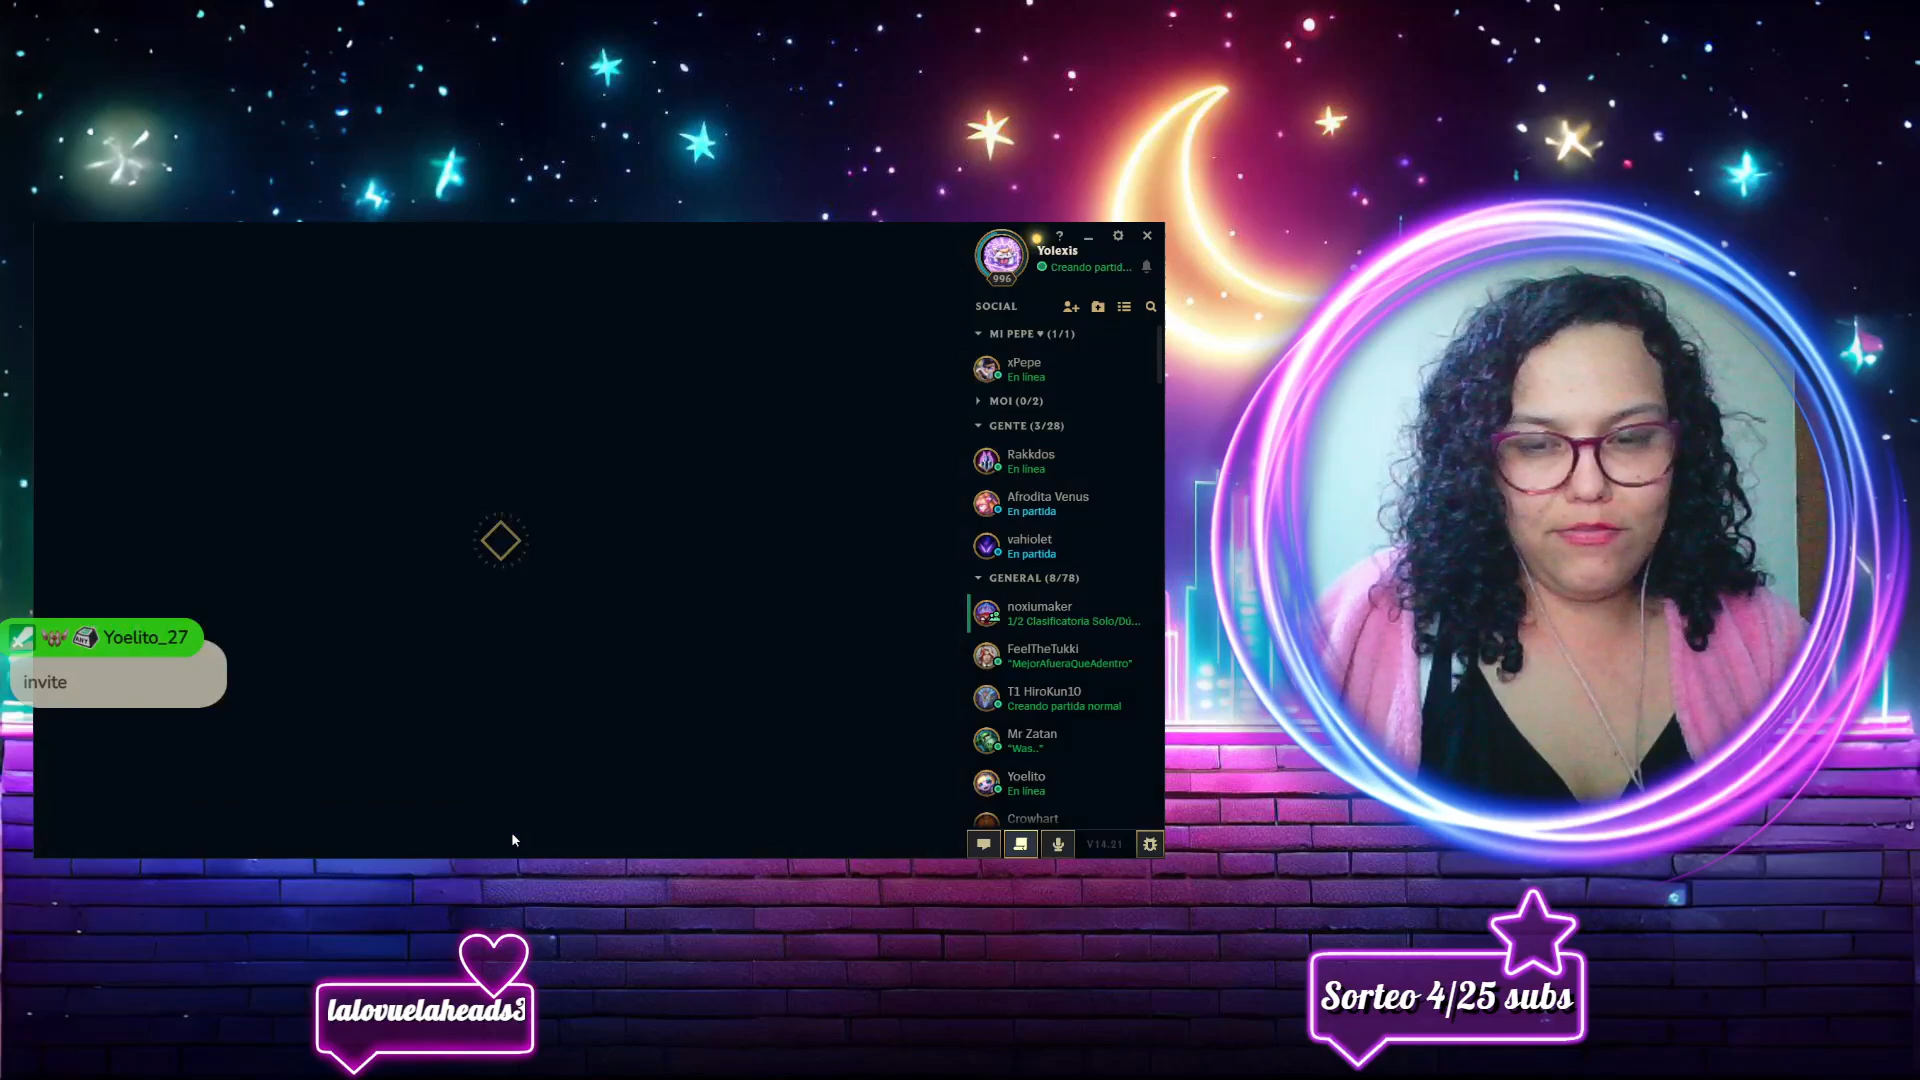 ?
Yolexis
Creando partid...
996
SOCIAL
MI PEPE ♥ (1/1)
xPepe
En línea
MOI (0/2)
GENTE (3/28)
Rakkdos
En línea
Afrodita Venus
En partida
vahiolet
En partida
GENERAL (8/78)
noxiumaker
1/2 Clasificatoria Solo/Dú...
FeelTheTukki
"MejorAfueraQueAdentro"
T1 HiroKun10
Creando partida normal
Mr Zatan
"Was.."
Yoelito
En línea
Crowhart
V14.21
Yoelito_27
invite
lalovuelaheads3
Sorteo 4/25 subs